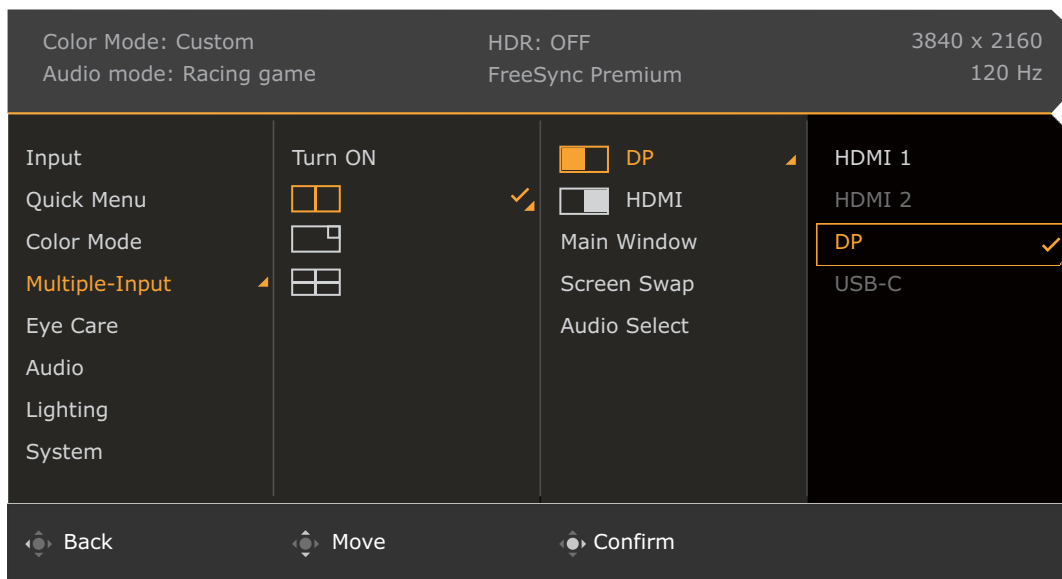 Color Mode: Custom
Audio mode: Racing game
HDR: OFF
FreeSync Premium
3840 x 2160
120 Hz
Input
Quick Menu
Color Mode
Multiple-Input
Eye Care
Audio
Lighting
System
Turn ON
DP
HDMI
Main Window
Screen Swap
Audio Select
HDMI 1
HDMI 2
DP
USB-C
Back
Move
Confirm